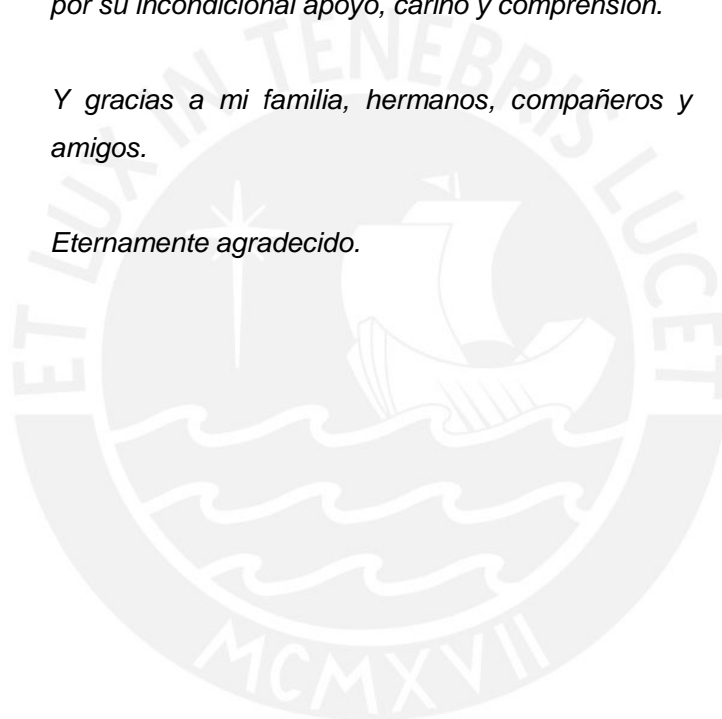 por su incondicional apoyo, cariño y comprensión.
Y gracias a mi familia, hermanos, compañeros y
amigos.
Eternamente agradecido.
ET LUX IN TENEBRIS LUCET
MCMXVII